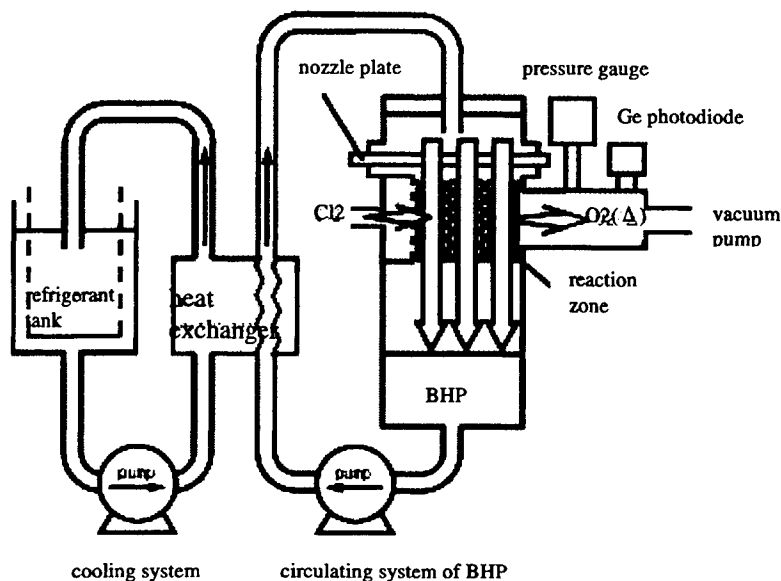 nozzle plate
pressure gauge
Ge photodiode
Cl2
O2(Δ)
vacuum
pump
refrigerant
tank
heat
exchanger
reaction
zone
BHP
pump
pump
cooling system
circulating system of BHP